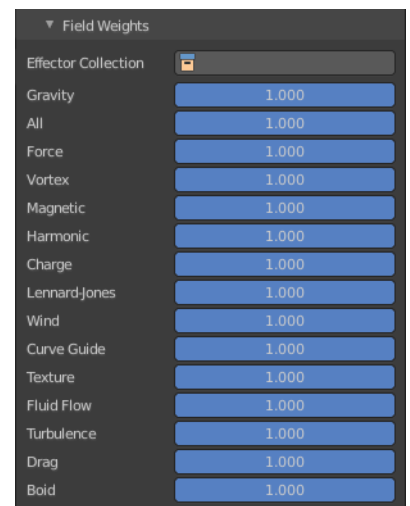 Field Weights
Effector Collection
Gravity 1.000
All 1.000
Force 1.000
Vortex 1.000
Magnetic 1.000
Harmonic 1.000
Charge 1.000
Lennard-Jones 1.000
Wind 1.000
Curve Guide 1.000
Texture 1.000
Fluid Flow 1.000
Turbulence 1.000
Drag 1.000
Boid 1.000